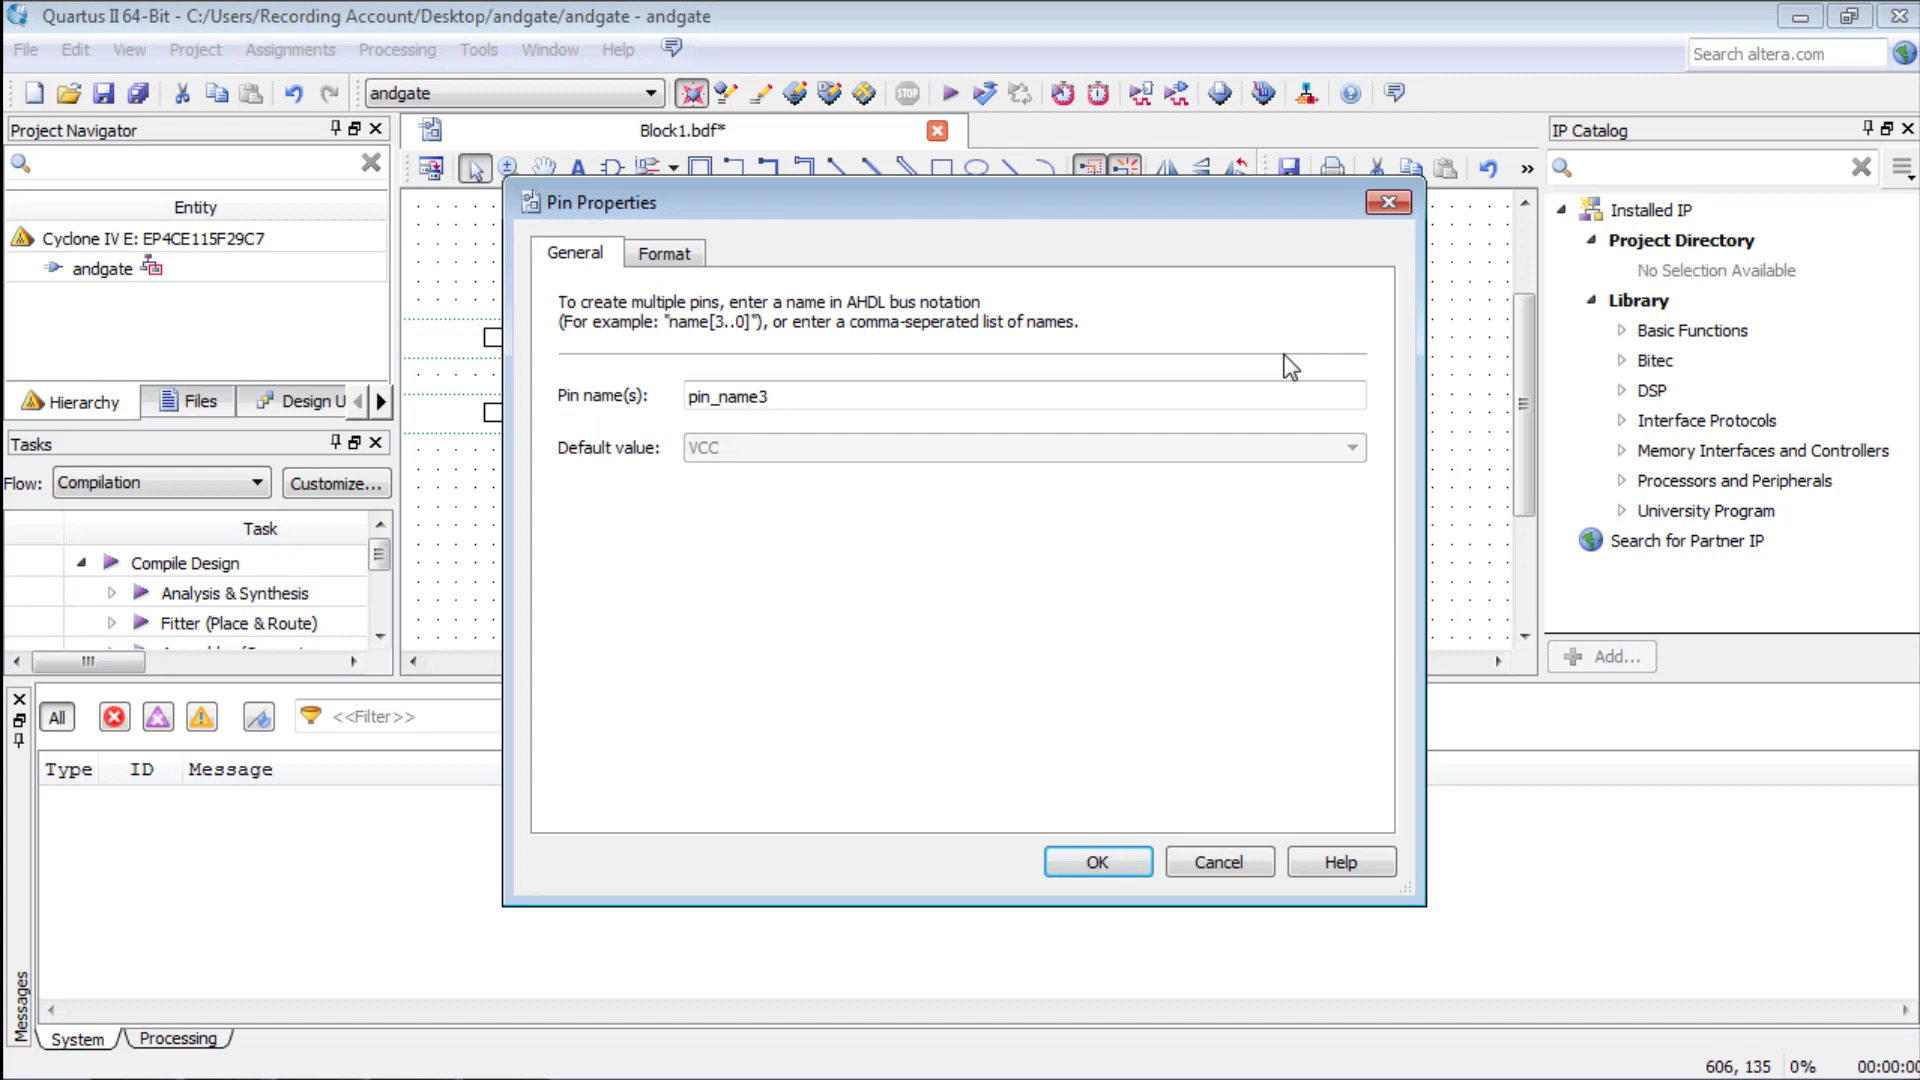 Quartus II 64-Bit - C:/Users/Recording Account/Desktop/andgate/andgate - andgate
File Edit View Project Assignments Processing Tools Window Help
Search altera.com
andgate
STOP
Project Navigator
Block1.bdf*
IP Catalog
Entity
Cyclone IV E: EP4CE115F29C7
andgate
Hierarchy
Files
Design U
Tasks
Flow:
Compilation
Customize...
Task
Compile Design
Analysis & Synthesis
Fitter (Place & Route)
Pin Properties
General
Format
To create multiple pins, enter a name in AHDL bus notation
(For example: "name[3..0]"), or enter a comma-seperated list of names.
Pin name(s):
pin_name3
Default value:
VCC
OK
Cancel
Help
Installed IP
Project Directory
No Selection Available
Library
Basic Functions
Bitec
DSP
Interface Protocols
Memory Interfaces and Controllers
Processors and Peripherals
University Program
Search for Partner IP
Add...
All
<<Filter>>
Type ID Message
Messages
System
Processing
606, 135 0% 00:00:00